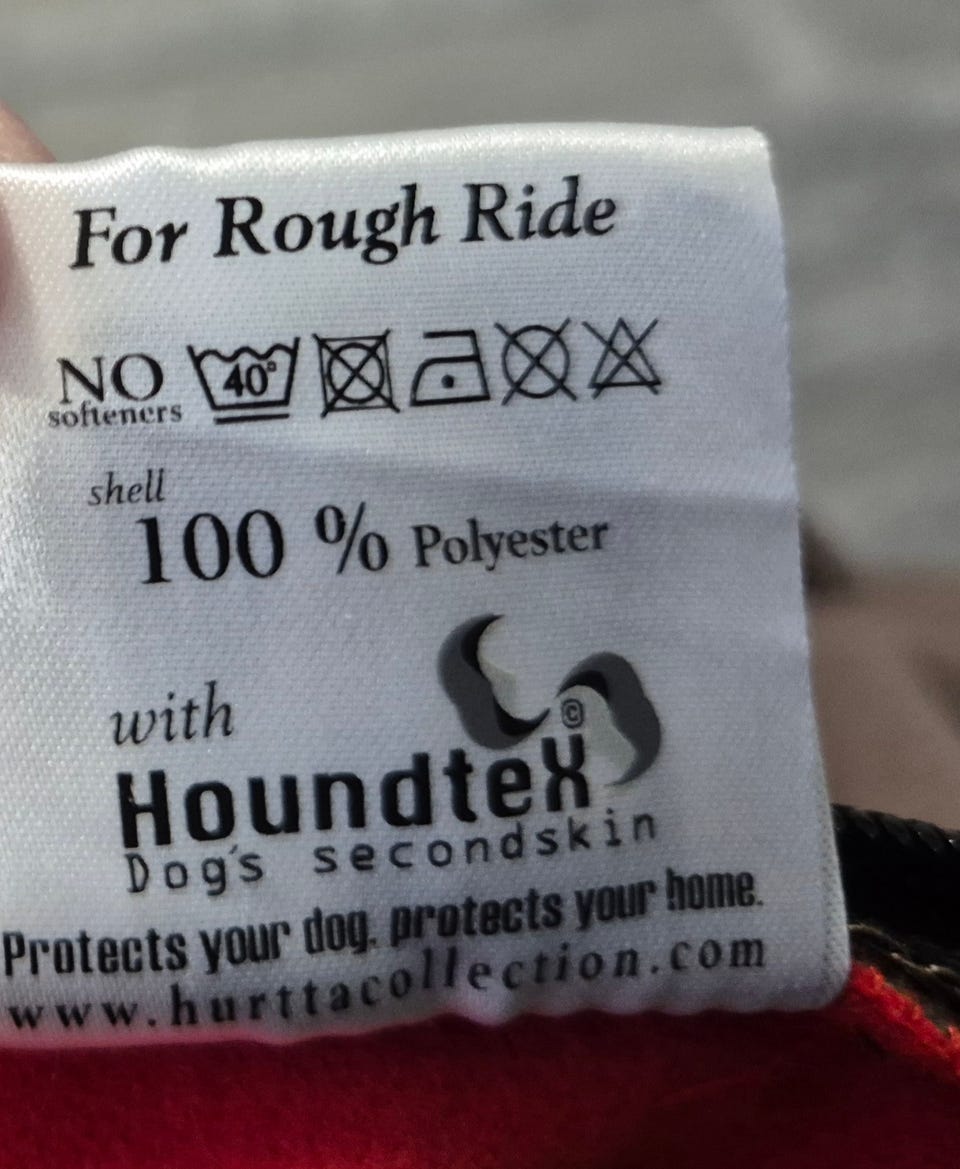 For Rough Ride
NO
softeners
40°
shell
100 % Polyester
with
©
Houndtex
Dog's secondskin
Protects your dog, protects your home.
www.hurttacollection.com